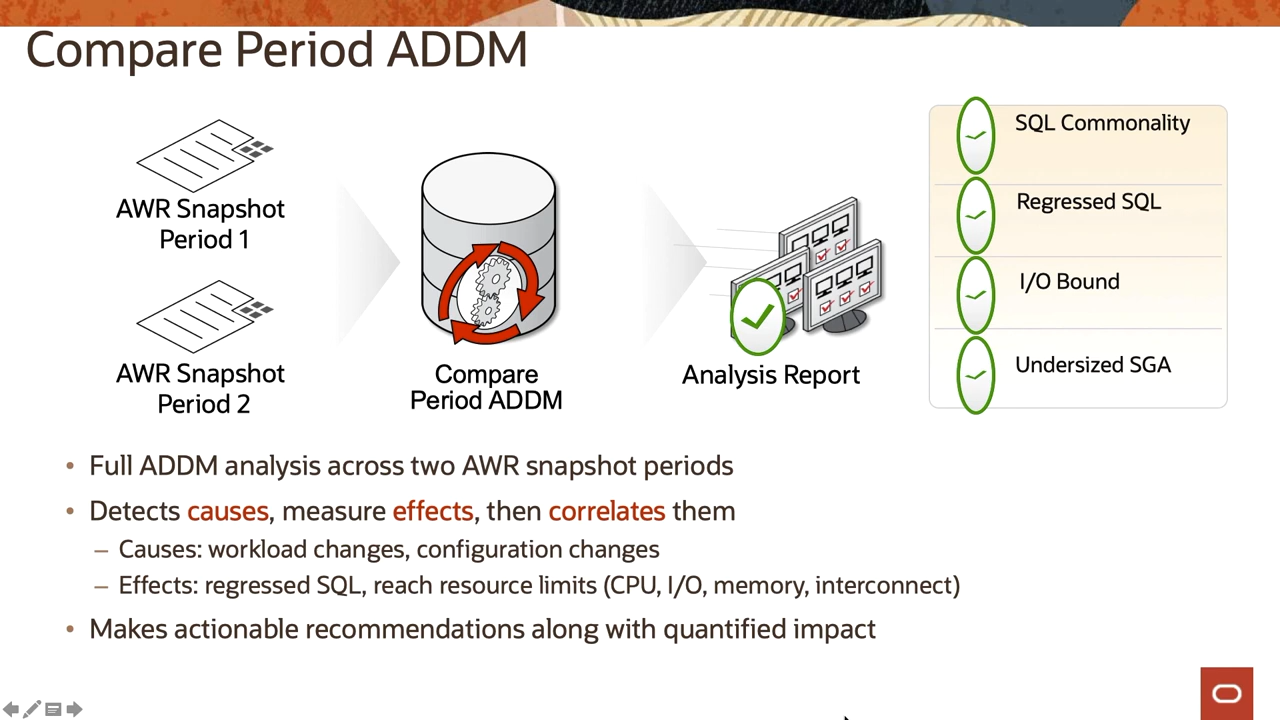 Compare Period ADDM
AWR Snapshot
Period 1
AWR Snapshot
Period 2
Compare
Period ADDM
Analysis Report
SQL Commonality
Regressed SQL
I/O Bound
Undersized SGA
• Full ADDM analysis across two AWR snapshot periods
• Detects causes, measure effects, then correlates them
– Causes: workload changes, configuration changes
– Effects: regressed SQL, reach resource limits (CPU, I/O, memory, interconnect)
• Makes actionable recommendations along with quantified impact